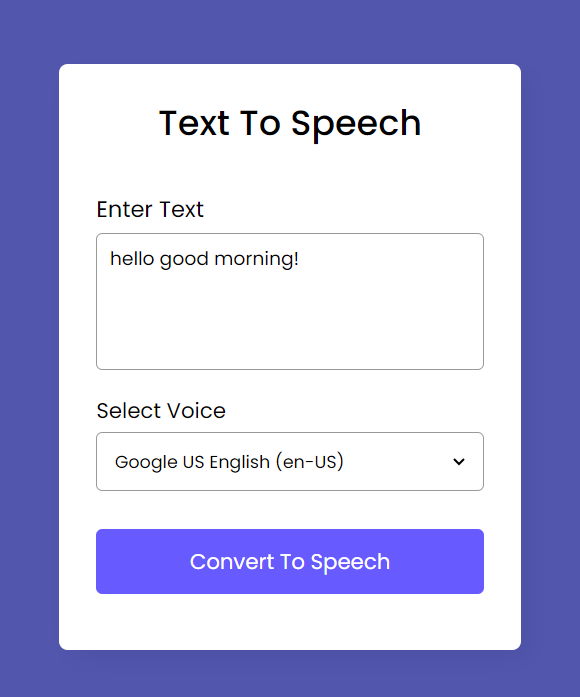 Text To Speech
Enter Text
hello good morning!
Select Voice
Google US English (en-US)
Convert To Speech